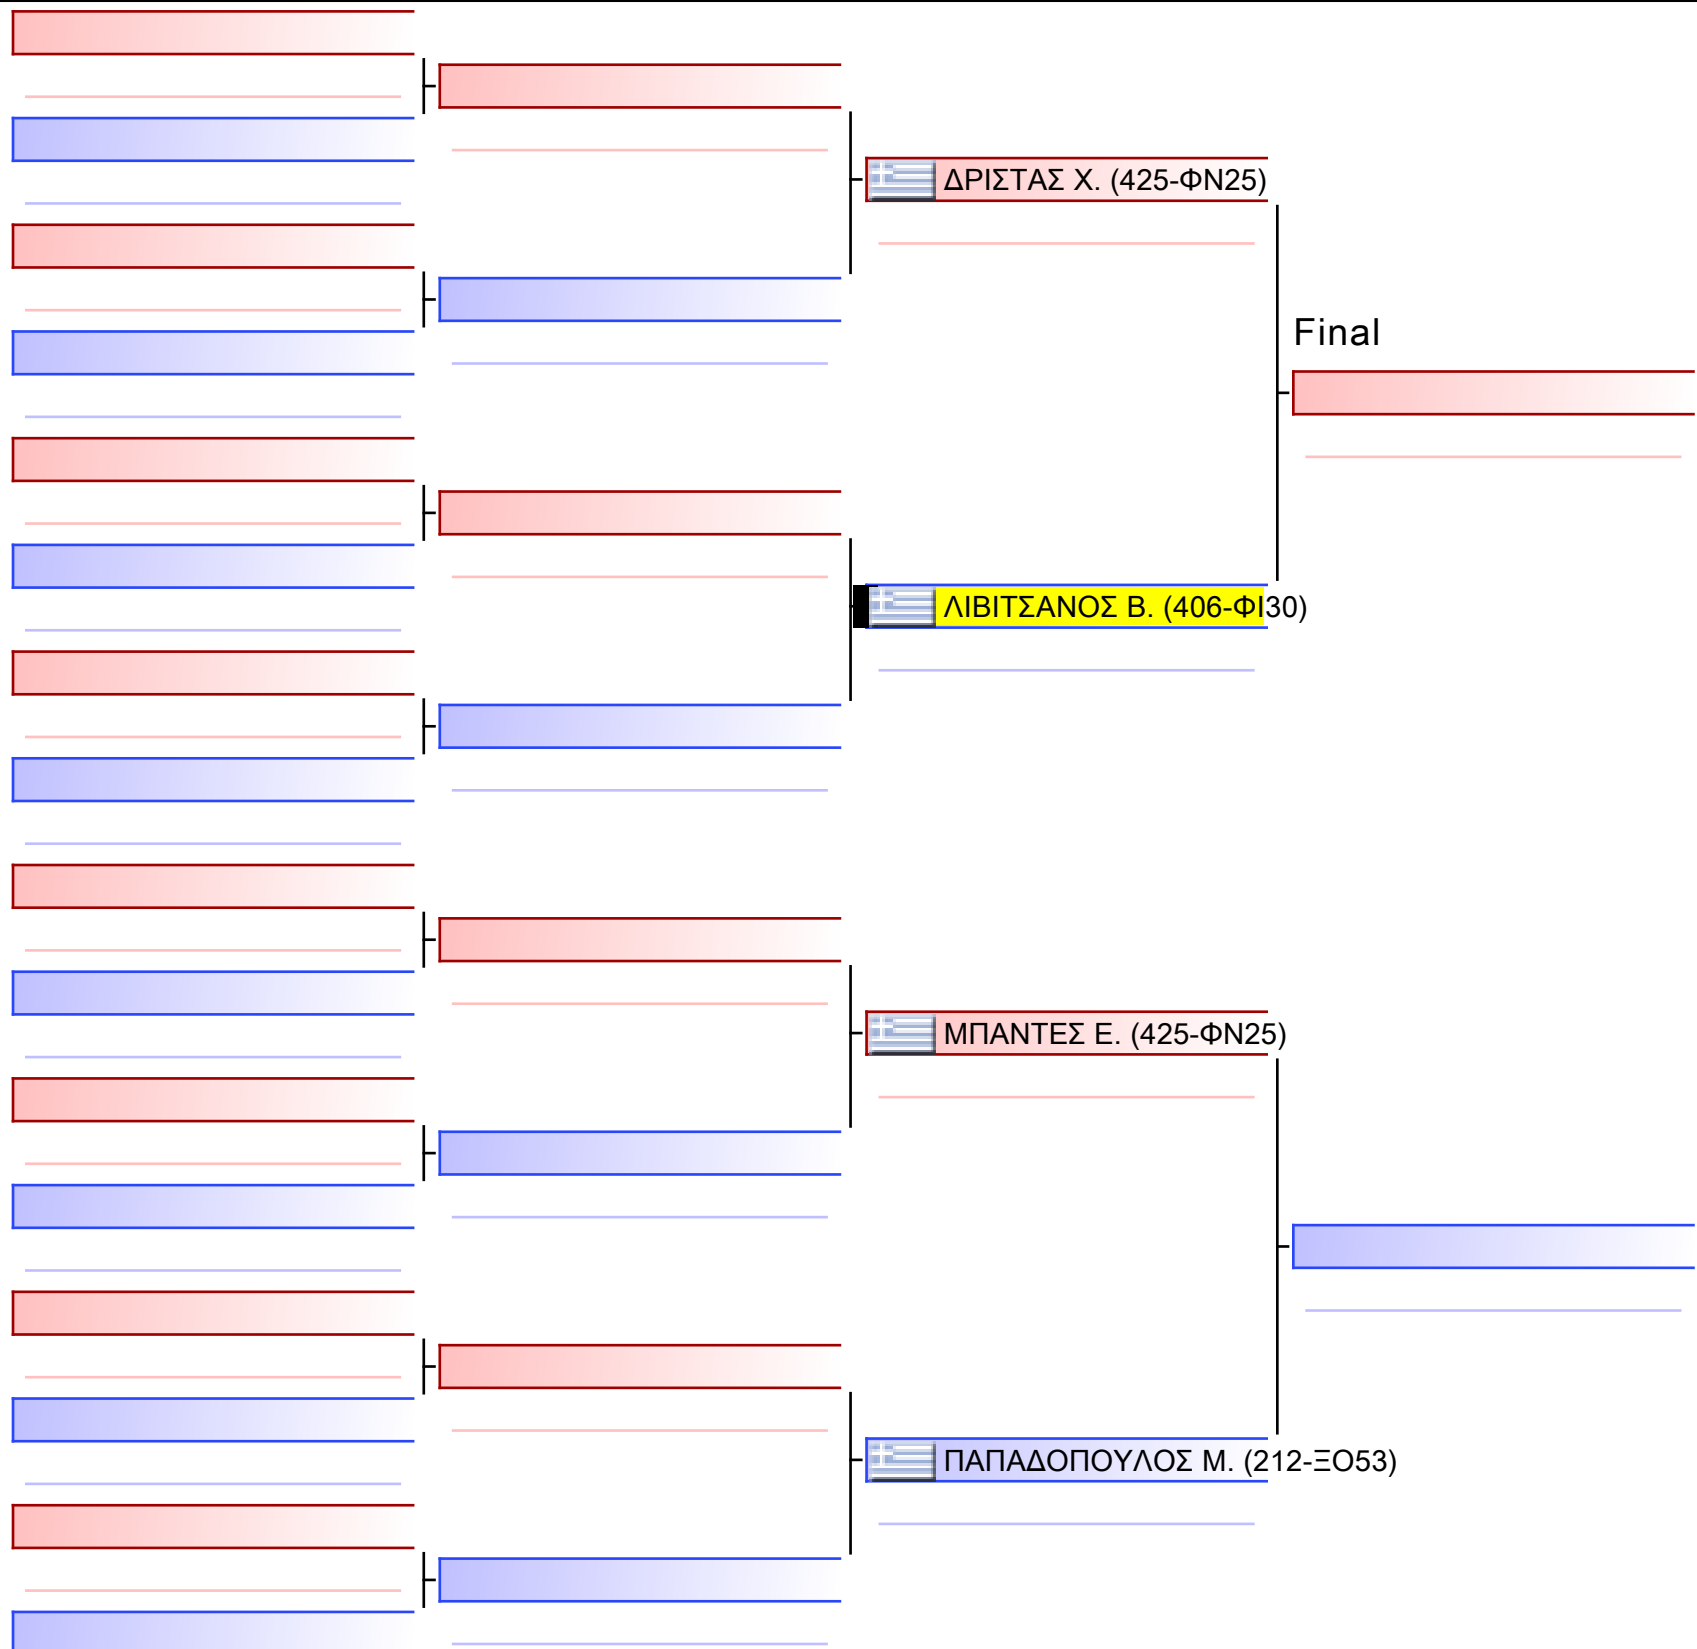 ΔΡΙΣΤΑΣ Χ. (425-ΦΝ25)
Final
ΛΙΒΙΤΣΑΝΟΣ Β. (406-ΦΙ30)
ΜΠΑΝΤΕΣ Ε. (425-ΦΝ25)
ΠΑΠΑΔΟΠΟΥΛΟΣ Μ. (212-ΞΟ53)